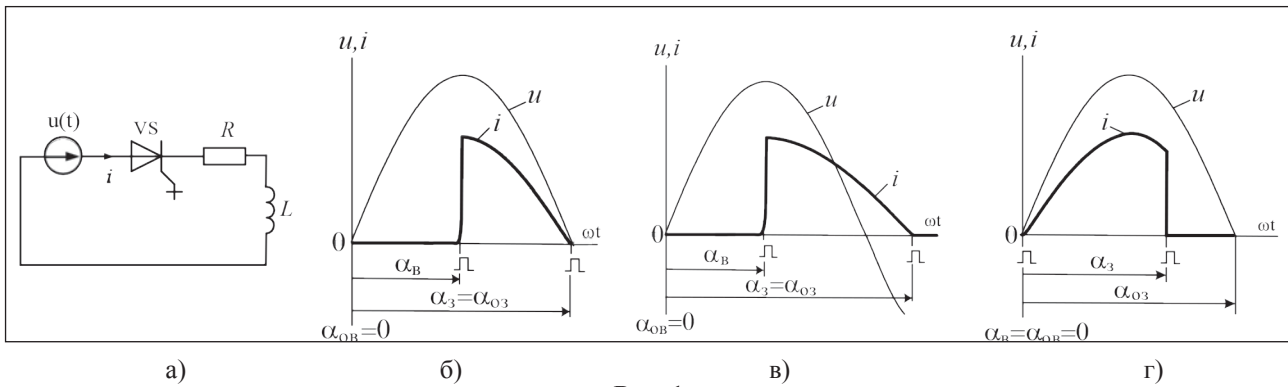 u(t)
VS
R
i
L
а)
u,i
u
i
0
ωt
α_В
α_З=α_ОЗ
α_ОВ=0
б)
u,i
u
i
0
ωt
α_В
α_З=α_ОЗ
α_ОВ=0
в)
u,i
u
i
0
ωt
α_З
α_ОЗ
α_В=α_ОВ=0
г)